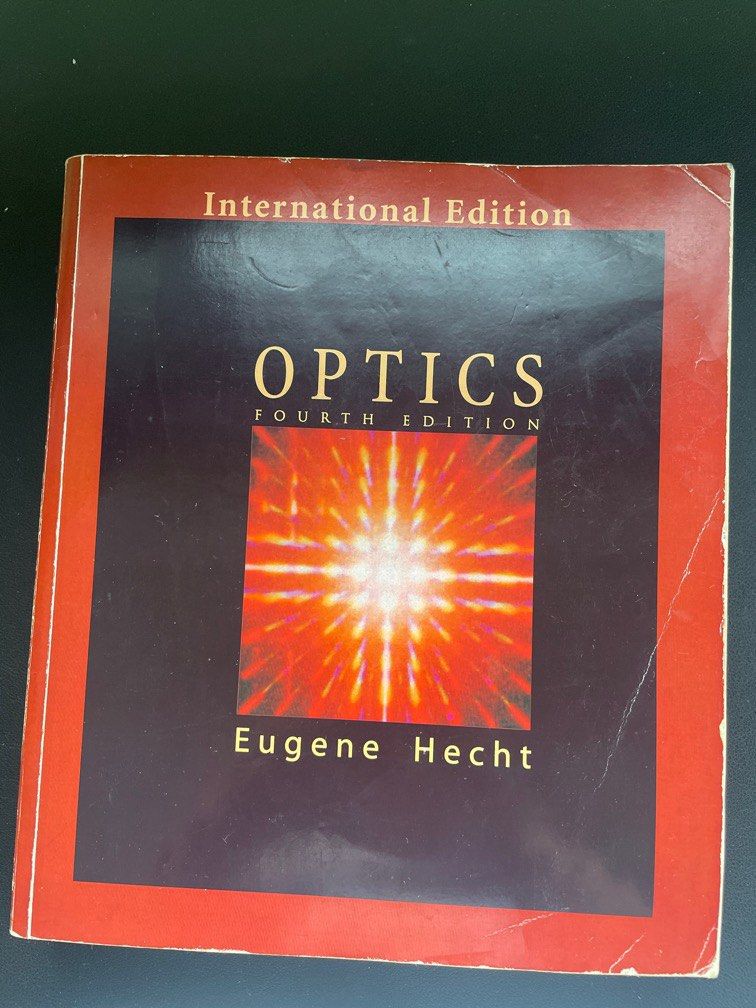 International Edition
OPTICS
FOURTH EDITION
Eugene Hecht